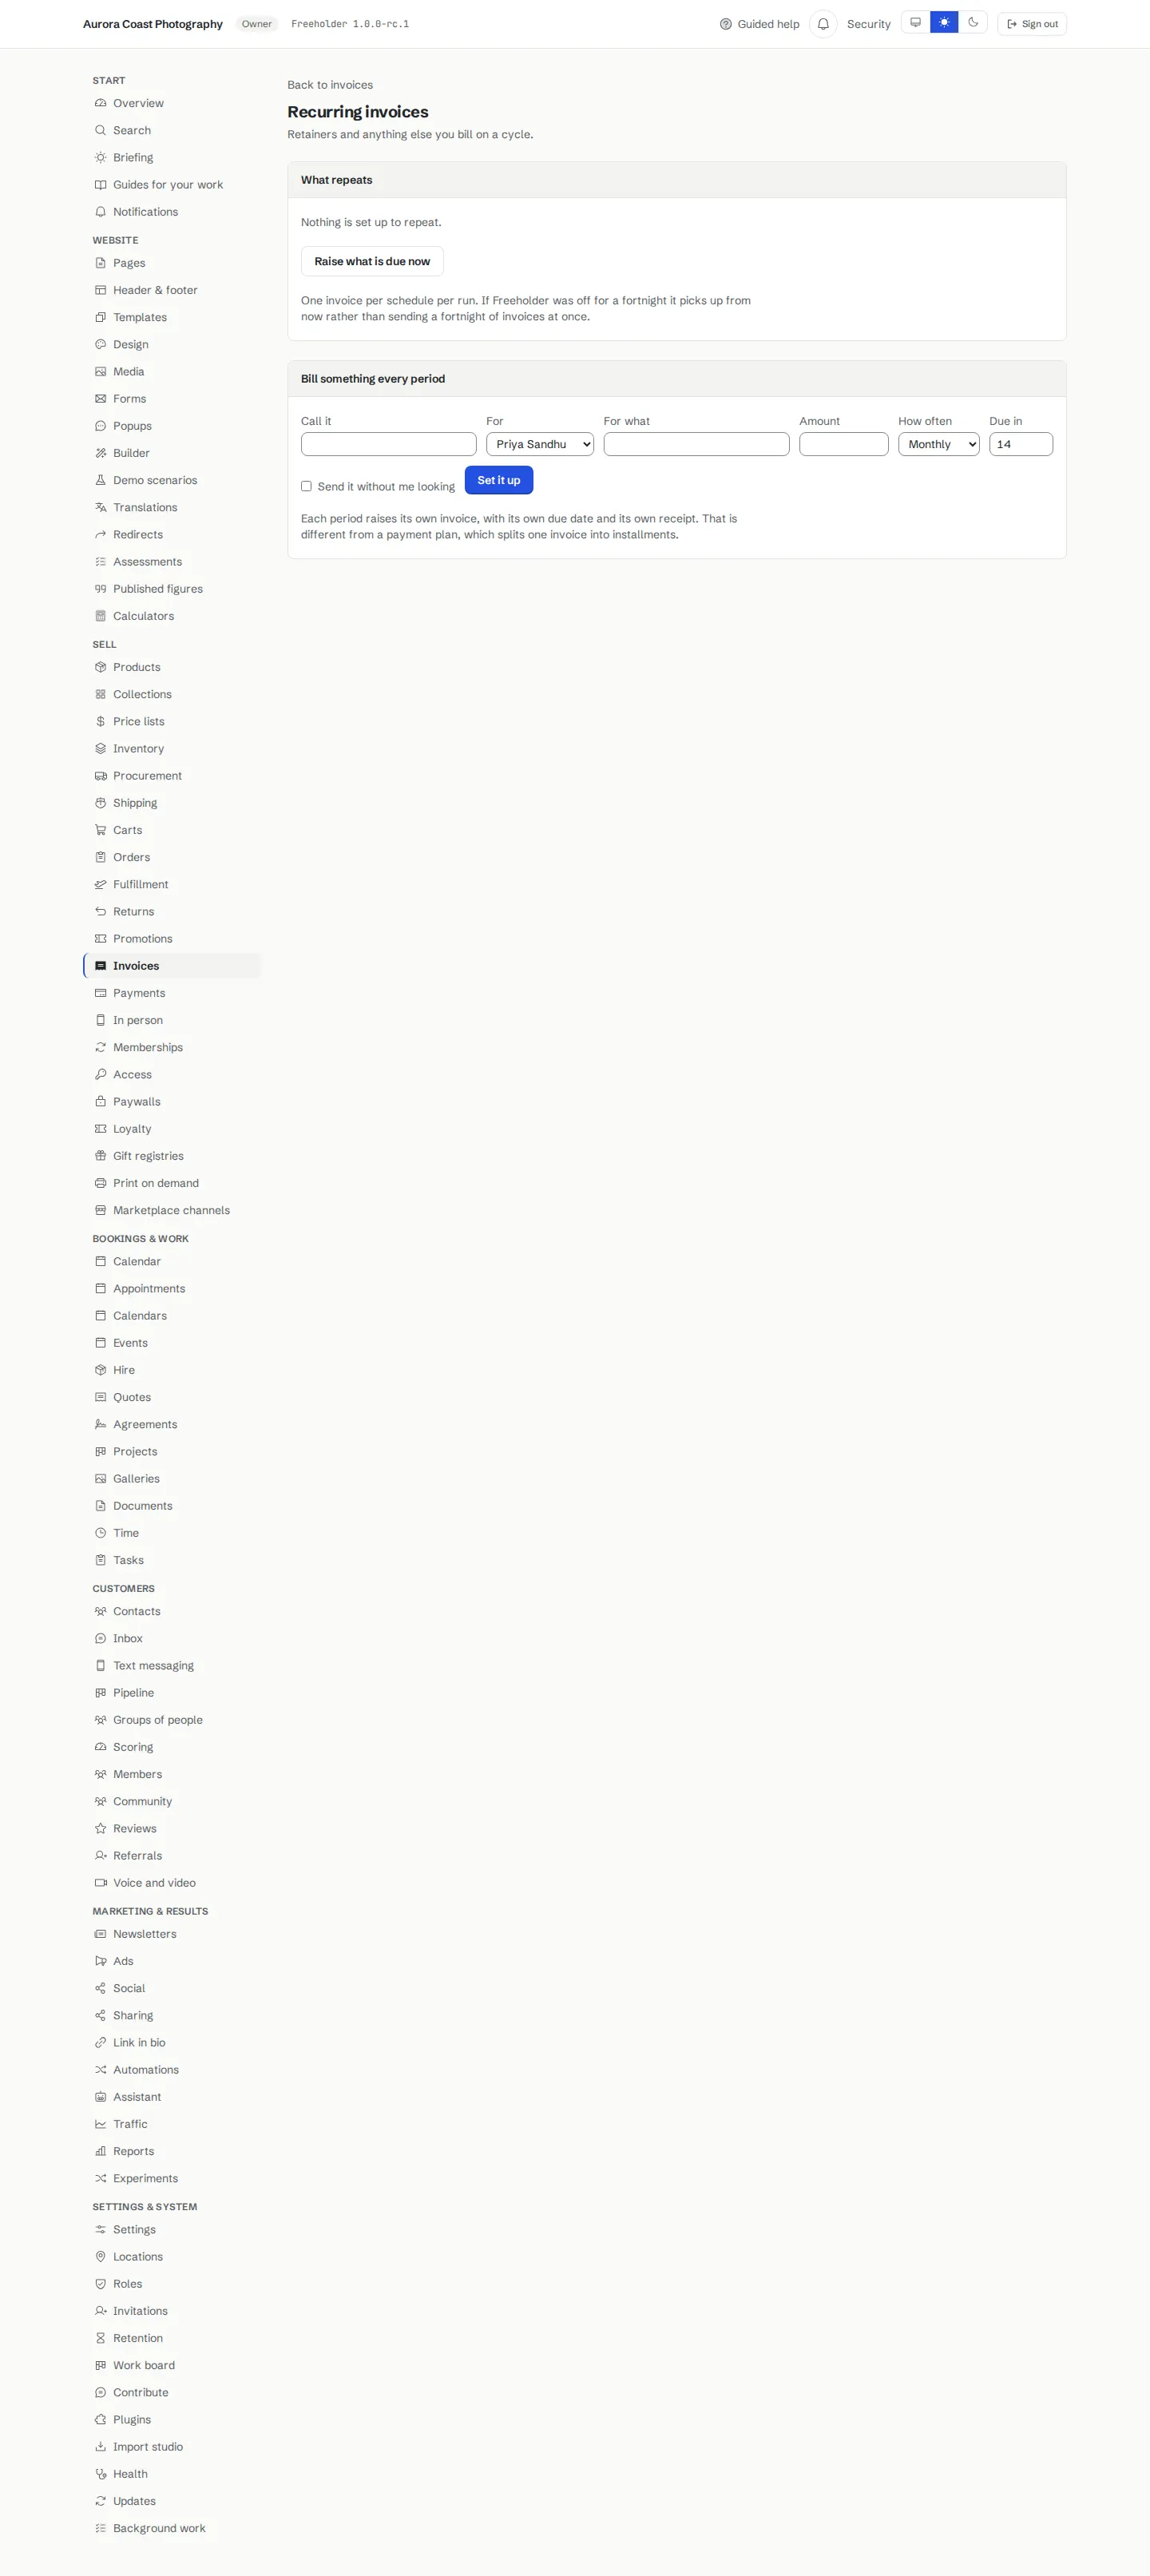 Aurora Coast Photography
Owner
Freeholder 1.0.0-rc.1
Guided help
Security
Sign out
START
Overview
Search
Briefing
Guides for your work
Notifications
WEBSITE
Pages
Header & footer
Templates
Design
Media
Forms
Popups
Builder
Demo scenarios
Translations
Redirects
Assessments
Published figures
Calculators
SELL
Products
Collections
Price lists
Inventory
Procurement
Shipping
Carts
Orders
Fulfillment
Returns
Promotions
Invoices
Payments
In person
Memberships
Access
Paywalls
Loyalty
Gift registries
Print on demand
Marketplace channels
BOOKINGS & WORK
Calendar
Appointments
Calendars
Events
Hire
Quotes
Agreements
Projects
Galleries
Documents
Time
Tasks
CUSTOMERS
Contacts
Inbox
Text messaging
Pipeline
Groups of people
Scoring
Members
Community
Reviews
Referrals
Voice and video
MARKETING & RESULTS
Newsletters
Ads
Social
Sharing
Link in bio
Automations
Assistant
Traffic
Reports
Experiments
SETTINGS & SYSTEM
Settings
Locations
Roles
Invitations
Retention
Work board
Contribute
Plugins
Import studio
Health
Updates
Background work
Back to invoices
Recurring invoices
Retainers and anything else you bill on a cycle.
What repeats
Nothing is set up to repeat.
Raise what is due now
One invoice per schedule per run. If Freeholder was off for a fortnight it picks up from
now rather than sending a fortnight of invoices at once.
Bill something every period
Call it
For
For what
Amount
How often
Due in
Priya Sandhu
Monthly
14
Send it without me looking
Set it up
Each period raises its own invoice, with its own due date and its own receipt. That is
different from a payment plan, which splits one invoice into installments.